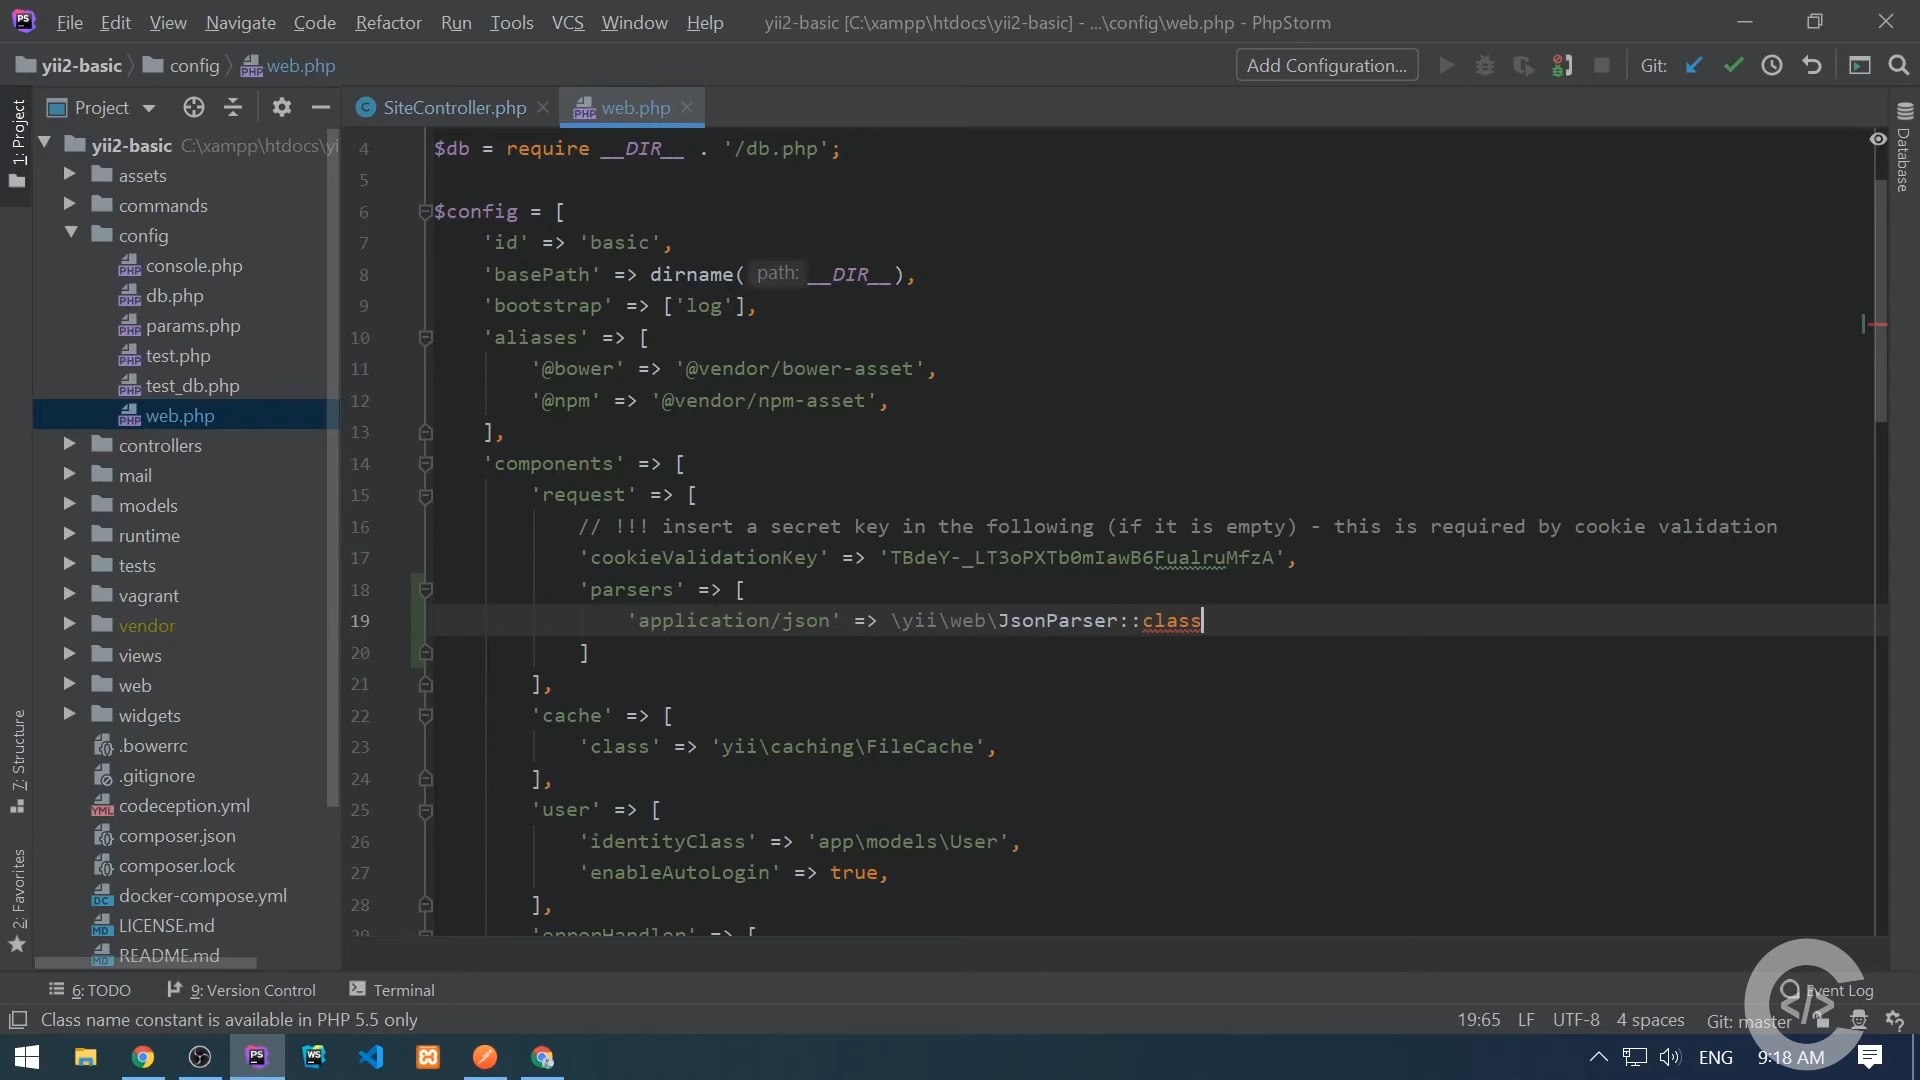 File Edit View Navigate Code Refactor Run Tools VCS Window Help yii2-basic [C:\xampp\htdocs\yii2-basic] - ...\config\web.php - PhpStorm
yii2-basic config web.php Add Configuration... Git:
Project SiteController.php web.php
yii2-basic C:\xampp\htdocs\yi
assets
commands
config
console.php
db.php
params.php
test.php
test_db.php
web.php
controllers
mail
models
runtime
tests
vagrant
vendor
views
web
widgets
.bowerrc
.gitignore
codeception.yml
composer.json
composer.lock
docker-compose.yml
LICENSE.md
README.md
1: Project
7: Structure
2: Favorites
4 $db = require __DIR__ . '/db.php';
5
6 $config = [
7 'id' => 'basic',
8 'basePath' => dirname( path: __DIR__),
9 'bootstrap' => ['log'],
10 'aliases' => [
11 '@bower' => '@vendor/bower-asset',
12 '@npm' => '@vendor/npm-asset',
13 ],
14 'components' => [
15 'request' => [
16 // !!! insert a secret key in the following (if it is empty) - this is required by cookie validation
17 'cookieValidationKey' => 'TBdeY-_LT3oPXTb0mIawB6FualruMfzA',
18 'parsers' => [
19 'application/json' => \yii\web\JsonParser::class
20 ]
21 ],
22 'cache' => [
23 'class' => 'yii\caching\FileCache',
24 ],
25 'user' => [
26 'identityClass' => 'app\models\User',
27 'enableAutoLogin' => true,
28 ],
29 'errorHandler' => [
Database
6: TODO 9: Version Control Terminal Event Log
Class name constant is available in PHP 5.5 only 19:65 LF UTF-8 4 spaces Git: master
ENG 9:18 AM